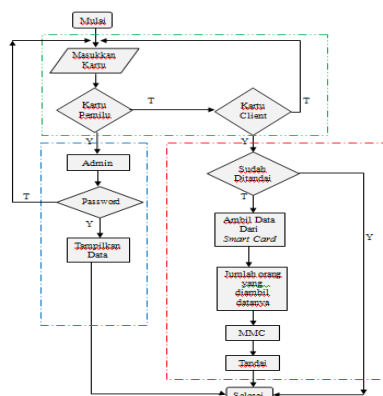 Mulai
Masukkan
Kartu
Kartu
Pemilu
T
Kartu
Client
T
Y
Y
Admin
Sudah
Ditandai
T
Password
T
Y
Ambil Data
Dari
Smart Card
Tampilkan
Data
Y
Jumlah orang
yang
diambil
datanya
MMC
Tandai
Selesai